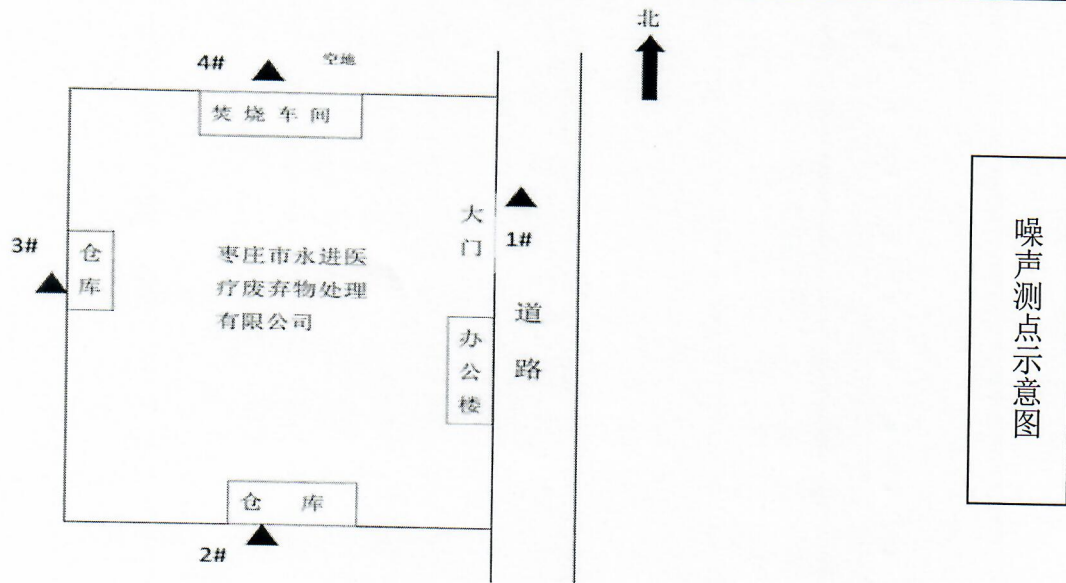 北
4#
空地
焚烧车间
大门
1#
3#
仓库
枣庄市永进医
疗废弃物处理
有限公司
道路
办公楼
仓 库
2#
噪声测点示意图